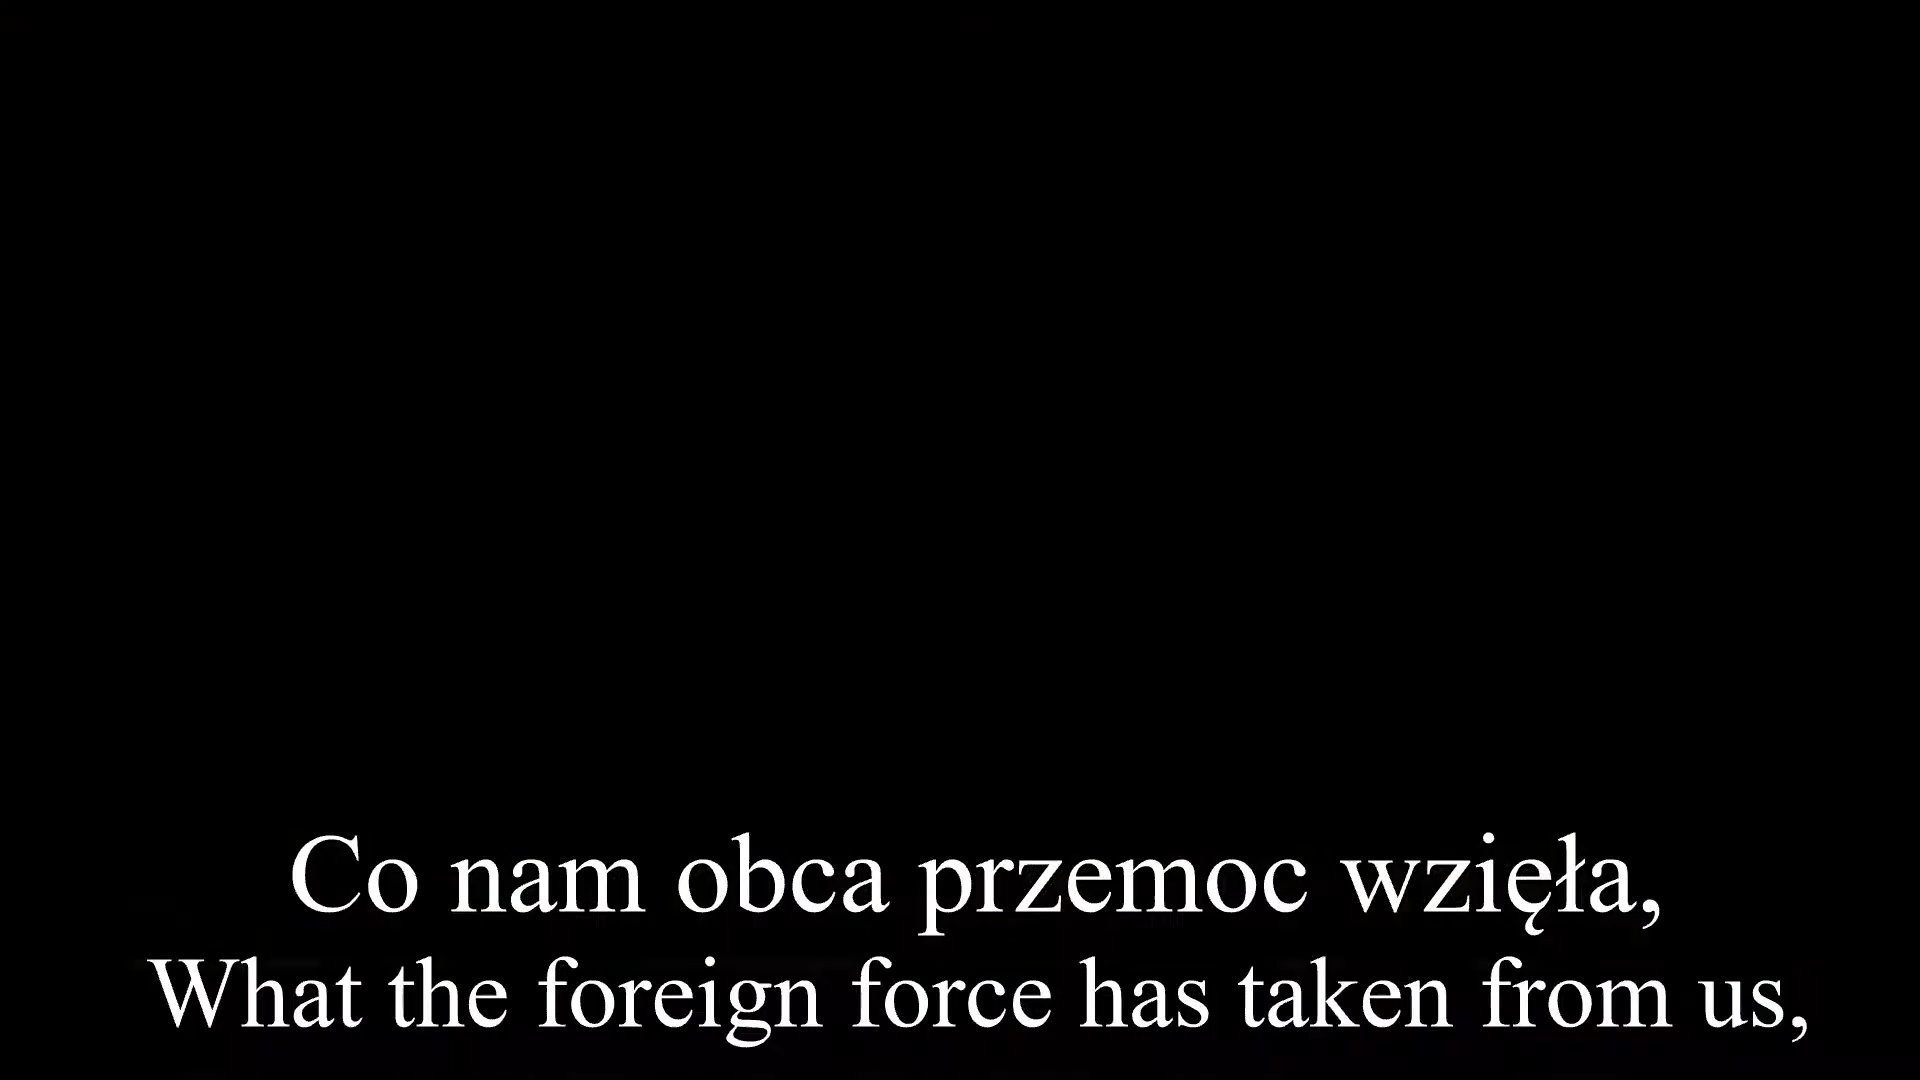 Co nam obca przemoc wzięła,
What the foreign force has taken from us,